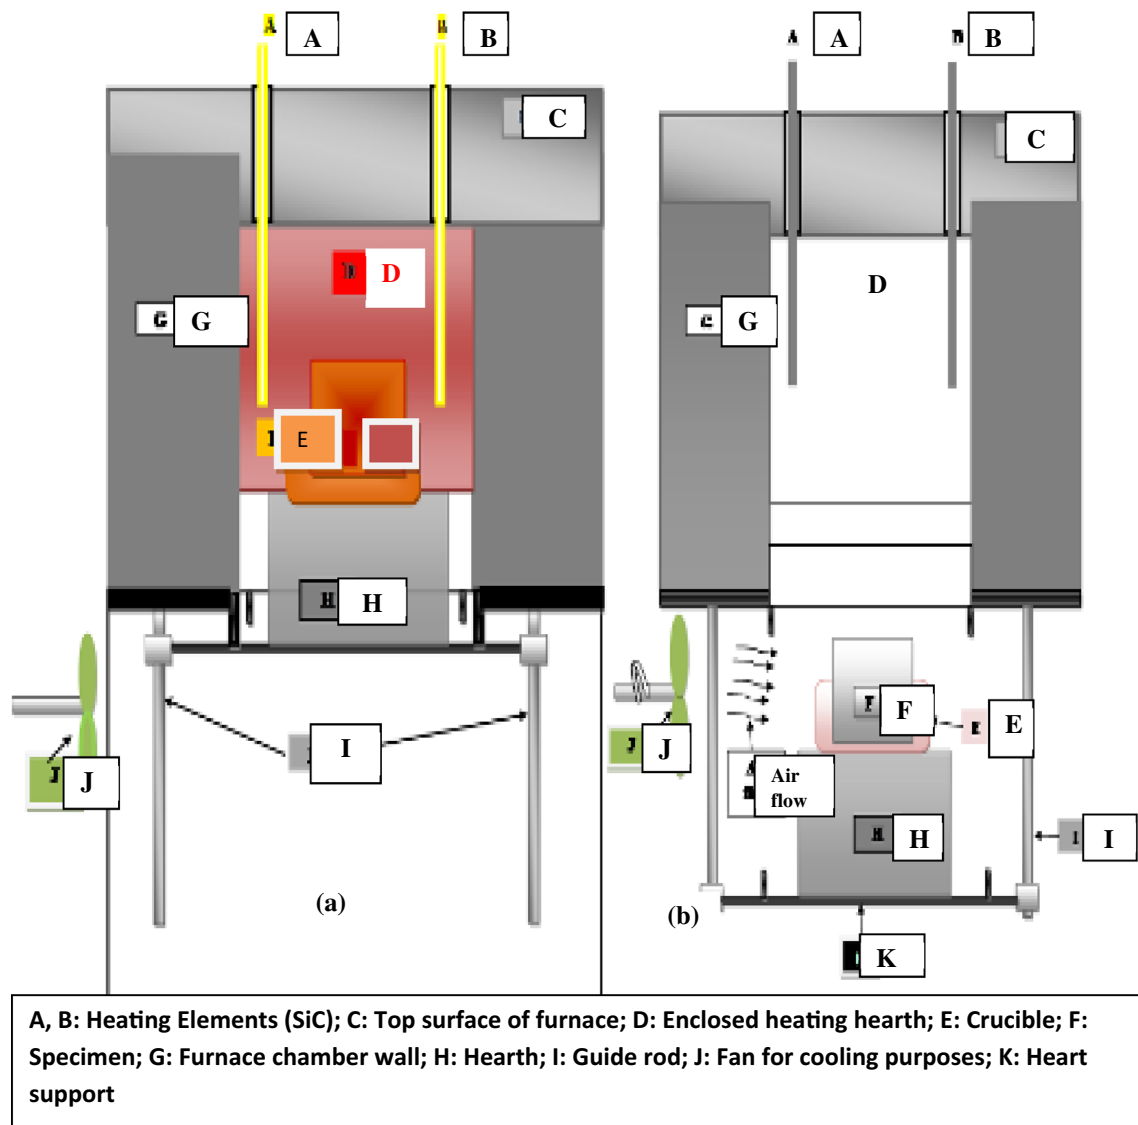 A A B B
C
D D
G G
E
H H
I
J J
(a)
A A B B
C
D
G
F F
E E
J J
Air
flow
H H
I I
K
(b)
A, B: Heating Elements (SiC); C: Top surface of furnace; D: Enclosed heating hearth; E: Crucible; F:
Specimen; G: Furnace chamber wall; H: Hearth; I: Guide rod; J: Fan for cooling purposes; K: Heart
support